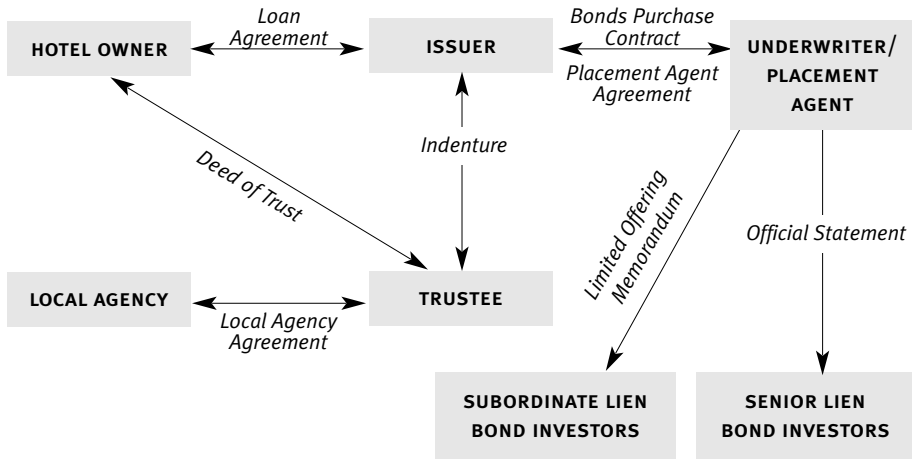 HOTEL OWNER
Loan
Agreement
ISSUER
Bonds Purchase
Contract
Placement Agent
Agreement
UNDERWRITER/
PLACEMENT
AGENT
Deed of Trust
Indenture
Limited Offering
Memorandum
Official Statement
LOCAL AGENCY
Local Agency
Agreement
TRUSTEE
SUBORDINATE LIEN
BOND INVESTORS
SENIOR LIEN
BOND INVESTORS